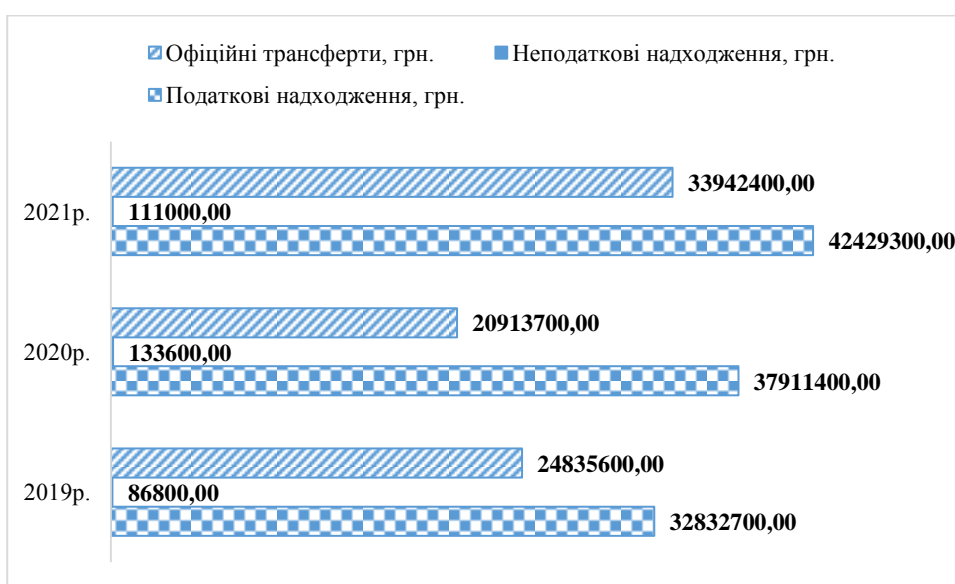 Офіційні трансферти, грн. Неподаткові надходження, грн.
Податкові надходження, грн.
33942400,00
2021р. 111000,00
42429300,00
20913700,00
2020р. 133600,00
37911400,00
24835600,00
2019р. 86800,00
32832700,00